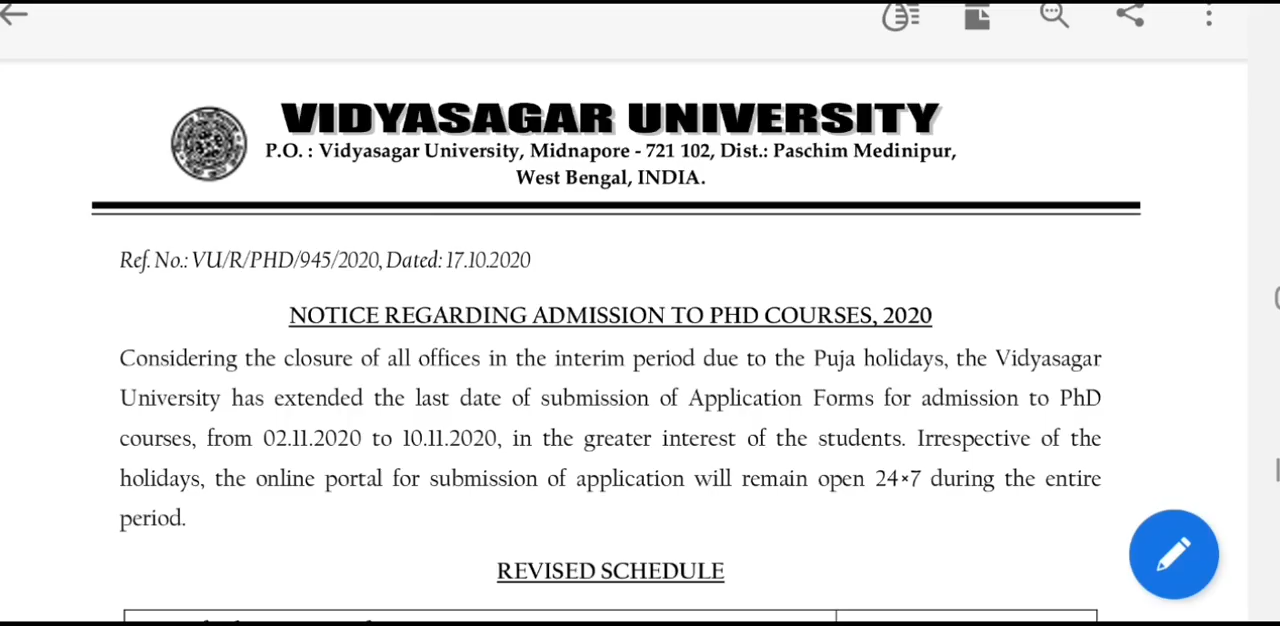 VIDYASAGAR UNIVERSITY
P.O. : Vidyasagar University, Midnapore - 721 102, Dist.: Paschim Medinipur,
West Bengal, INDIA.
Ref. No.: VU/R/PHD/945/2020, Dated: 17.10.2020
NOTICE REGARDING ADMISSION TO PHD COURSES, 2020
Considering the closure of all offices in the interim period due to the Puja holidays, the Vidyasagar
University has extended the last date of submission of Application Forms for admission to PhD
courses, from 02.11.2020 to 10.11.2020, in the greater interest of the students. Irrespective of the
holidays, the online portal for submission of application will remain open 24×7 during the entire
period.
REVISED SCHEDULE